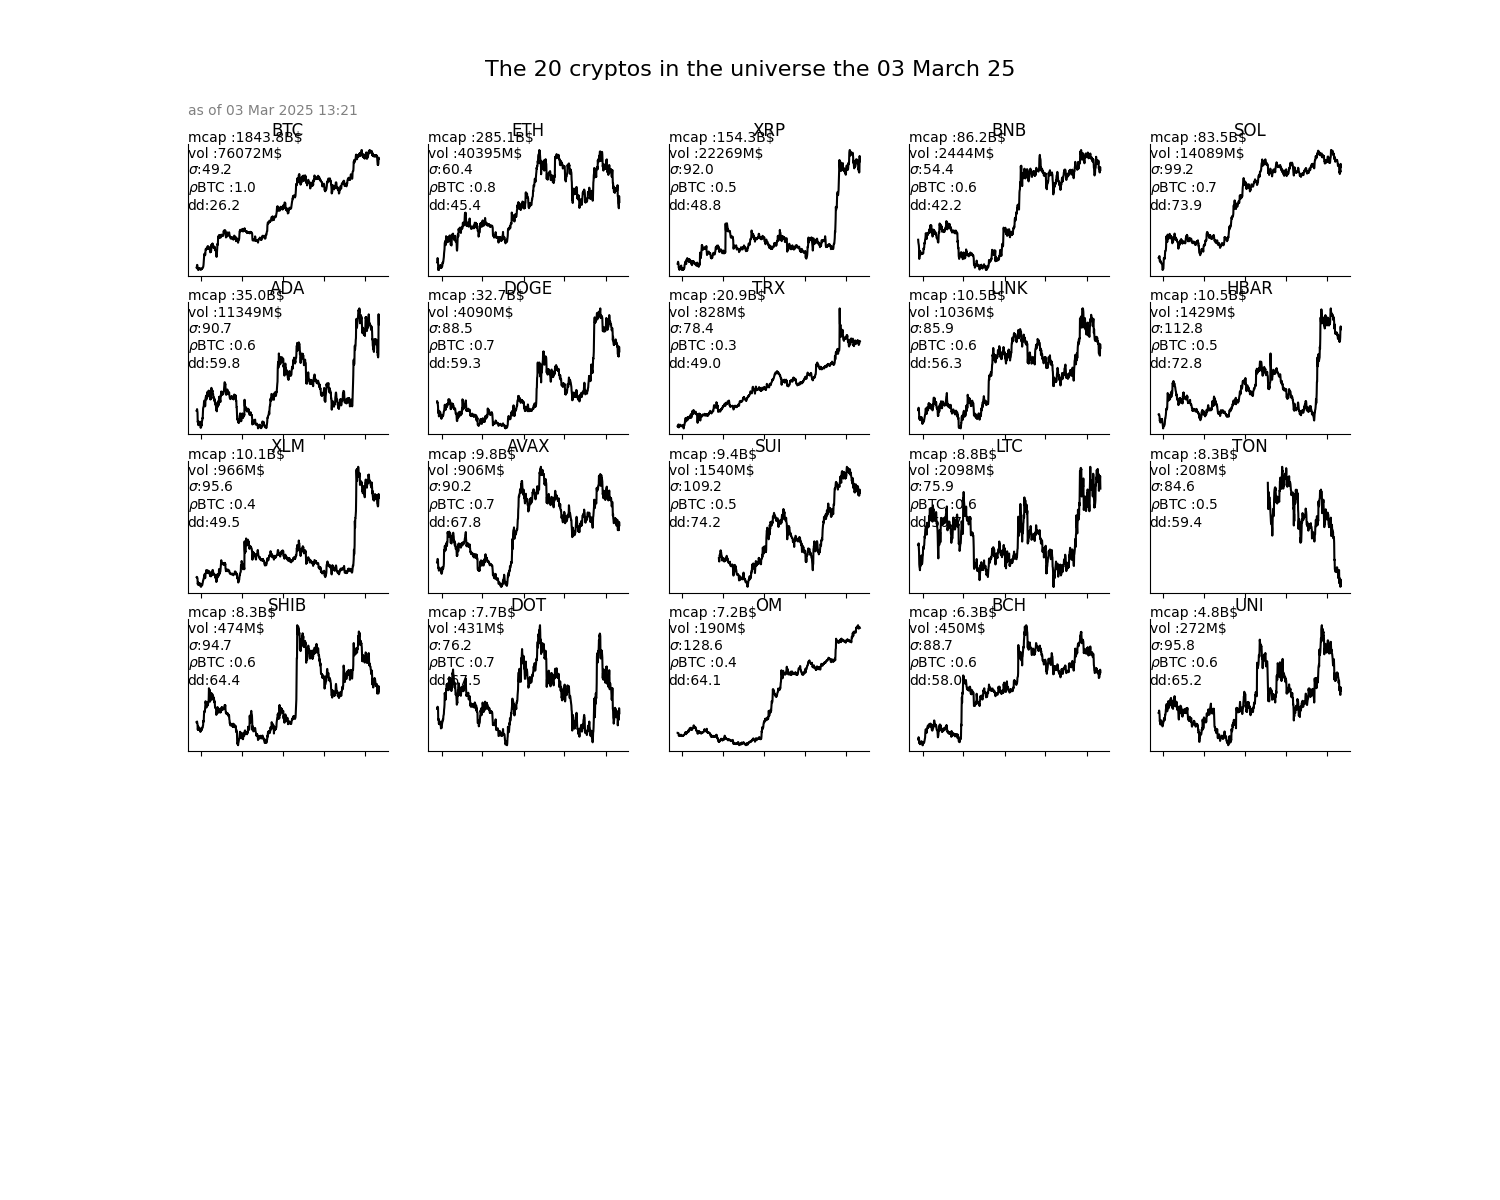 The 20 cryptos in the universe the 03 March 25
as of 03 Mar 2025 13:21
BTC
mcap :1843.8B$
vol :76072M$
σ:49.2
ρBTC :1.0
dd:26.2
ETH
mcap :285.1B$
vol :40395M$
σ:60.4
ρBTC :0.8
dd:45.4
XRP
mcap :154.3B$
vol :22269M$
σ:92.0
ρBTC :0.5
dd:48.8
BNB
mcap :86.2B$
vol :2444M$
σ:54.4
ρBTC :0.6
dd:42.2
SOL
mcap :83.5B$
vol :14089M$
σ:99.2
ρBTC :0.7
dd:73.9
ADA
mcap :35.0B$
vol :11349M$
σ:90.7
ρBTC :0.6
dd:59.8
DOGE
mcap :32.7B$
vol :4090M$
σ:88.5
ρBTC :0.7
dd:59.3
TRX
mcap :20.9B$
vol :828M$
σ:78.4
ρBTC :0.3
dd:49.0
LINK
mcap :10.5B$
vol :1036M$
σ:85.9
ρBTC :0.6
dd:56.3
HBAR
mcap :10.5B$
vol :1429M$
σ:112.8
ρBTC :0.5
dd:72.8
XLM
mcap :10.1B$
vol :966M$
σ:95.6
ρBTC :0.4
dd:49.5
AVAX
mcap :9.8B$
vol :906M$
σ:90.2
ρBTC :0.7
dd:67.8
SUI
mcap :9.4B$
vol :1540M$
σ:109.2
ρBTC :0.5
dd:74.2
LTC
mcap :8.8B$
vol :2098M$
σ:75.9
ρBTC :0.6
TON
mcap :8.3B$
vol :208M$
σ:84.6
ρBTC :0.5
dd:59.4
SHIB
mcap :8.3B$
vol :474M$
σ:94.7
ρBTC :0.6
dd:64.4
DOT
mcap :7.7B$
vol :431M$
σ:76.2
ρBTC :0.7
dd:67.5
OM
mcap :7.2B$
vol :190M$
σ:128.6
ρBTC :0.4
dd:64.1
BCH
mcap :6.3B$
vol :450M$
σ:88.7
ρBTC :0.6
dd:58.0
UNI
mcap :4.8B$
vol :272M$
σ:95.8
ρBTC :0.6
dd:65.2